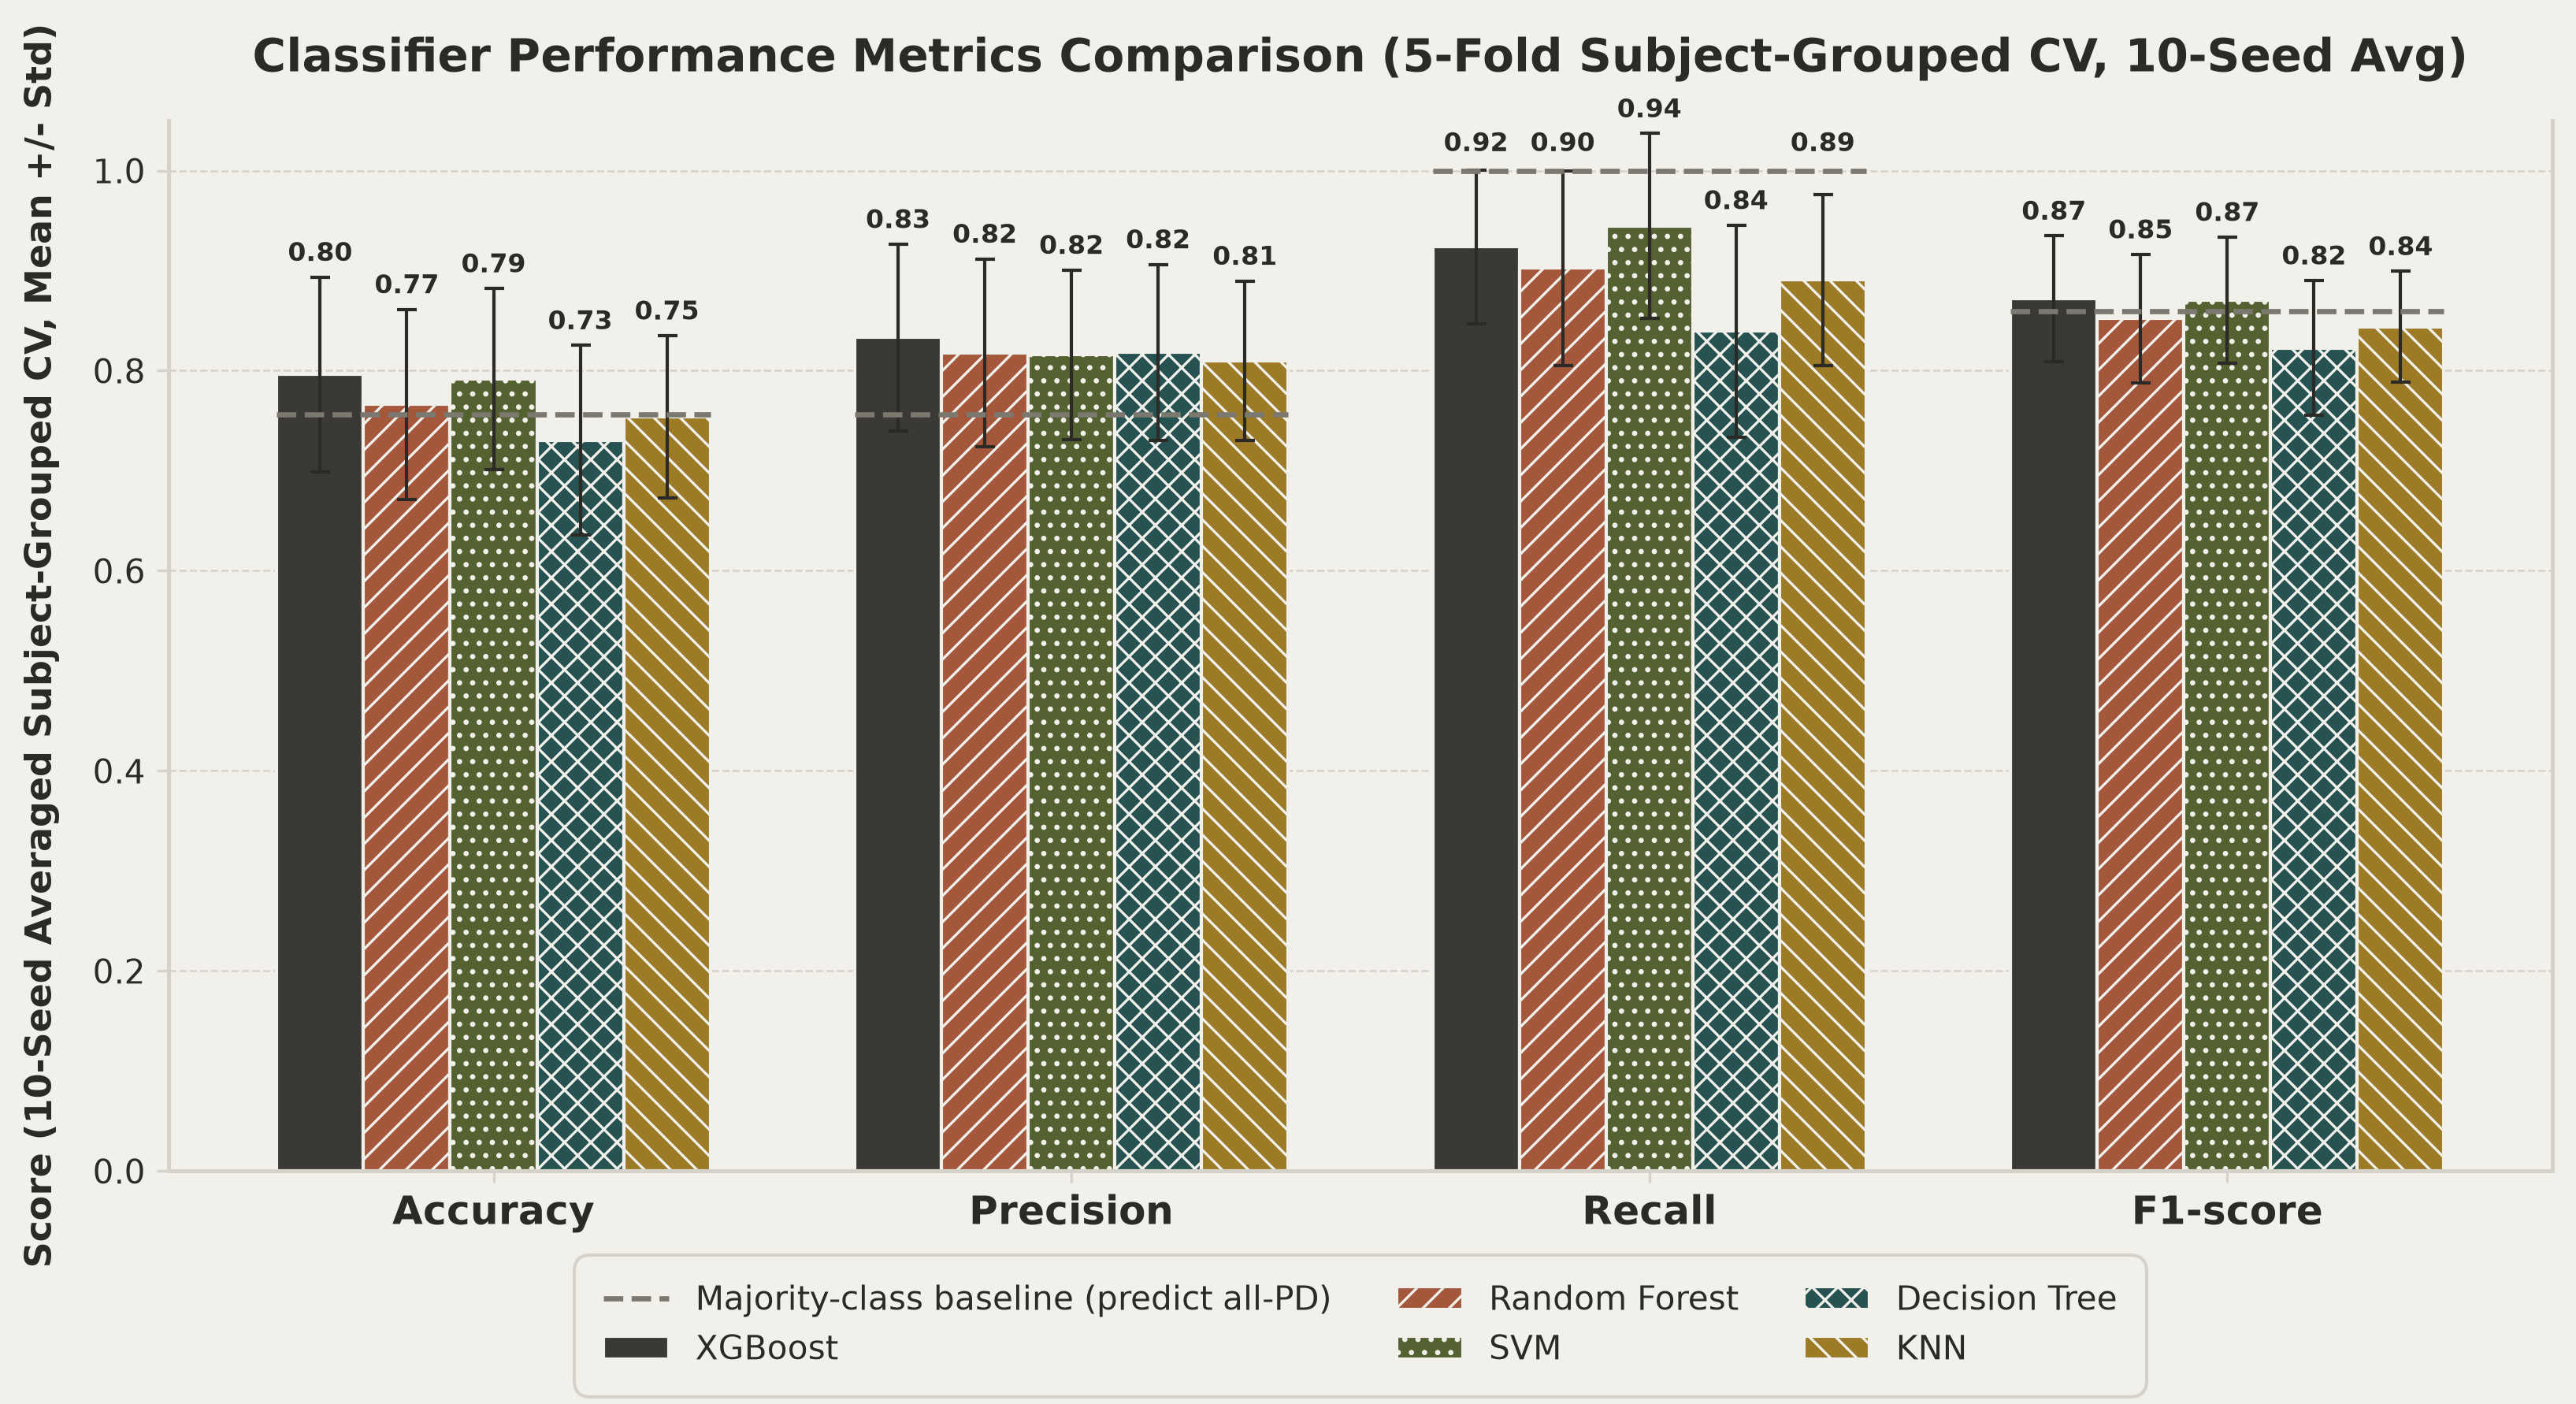 Classifier Performance Metrics Comparison (5-Fold Subject-Grouped CV, 10-Seed Avg)
Score (10-Seed Averaged Subject-Grouped CV, Mean +/- Std)
1.0
0.8
0.6
0.4
0.2
0.0
0.80
0.77
0.79
0.73
0.75
0.83
0.82
0.82
0.82
0.81
0.92
0.90
0.94
0.84
0.89
0.87
0.85
0.87
0.82
0.84
Accuracy
Precision
Recall
F1-score
Majority-class baseline (predict all-PD)
XGBoost
Random Forest
SVM
Decision Tree
KNN